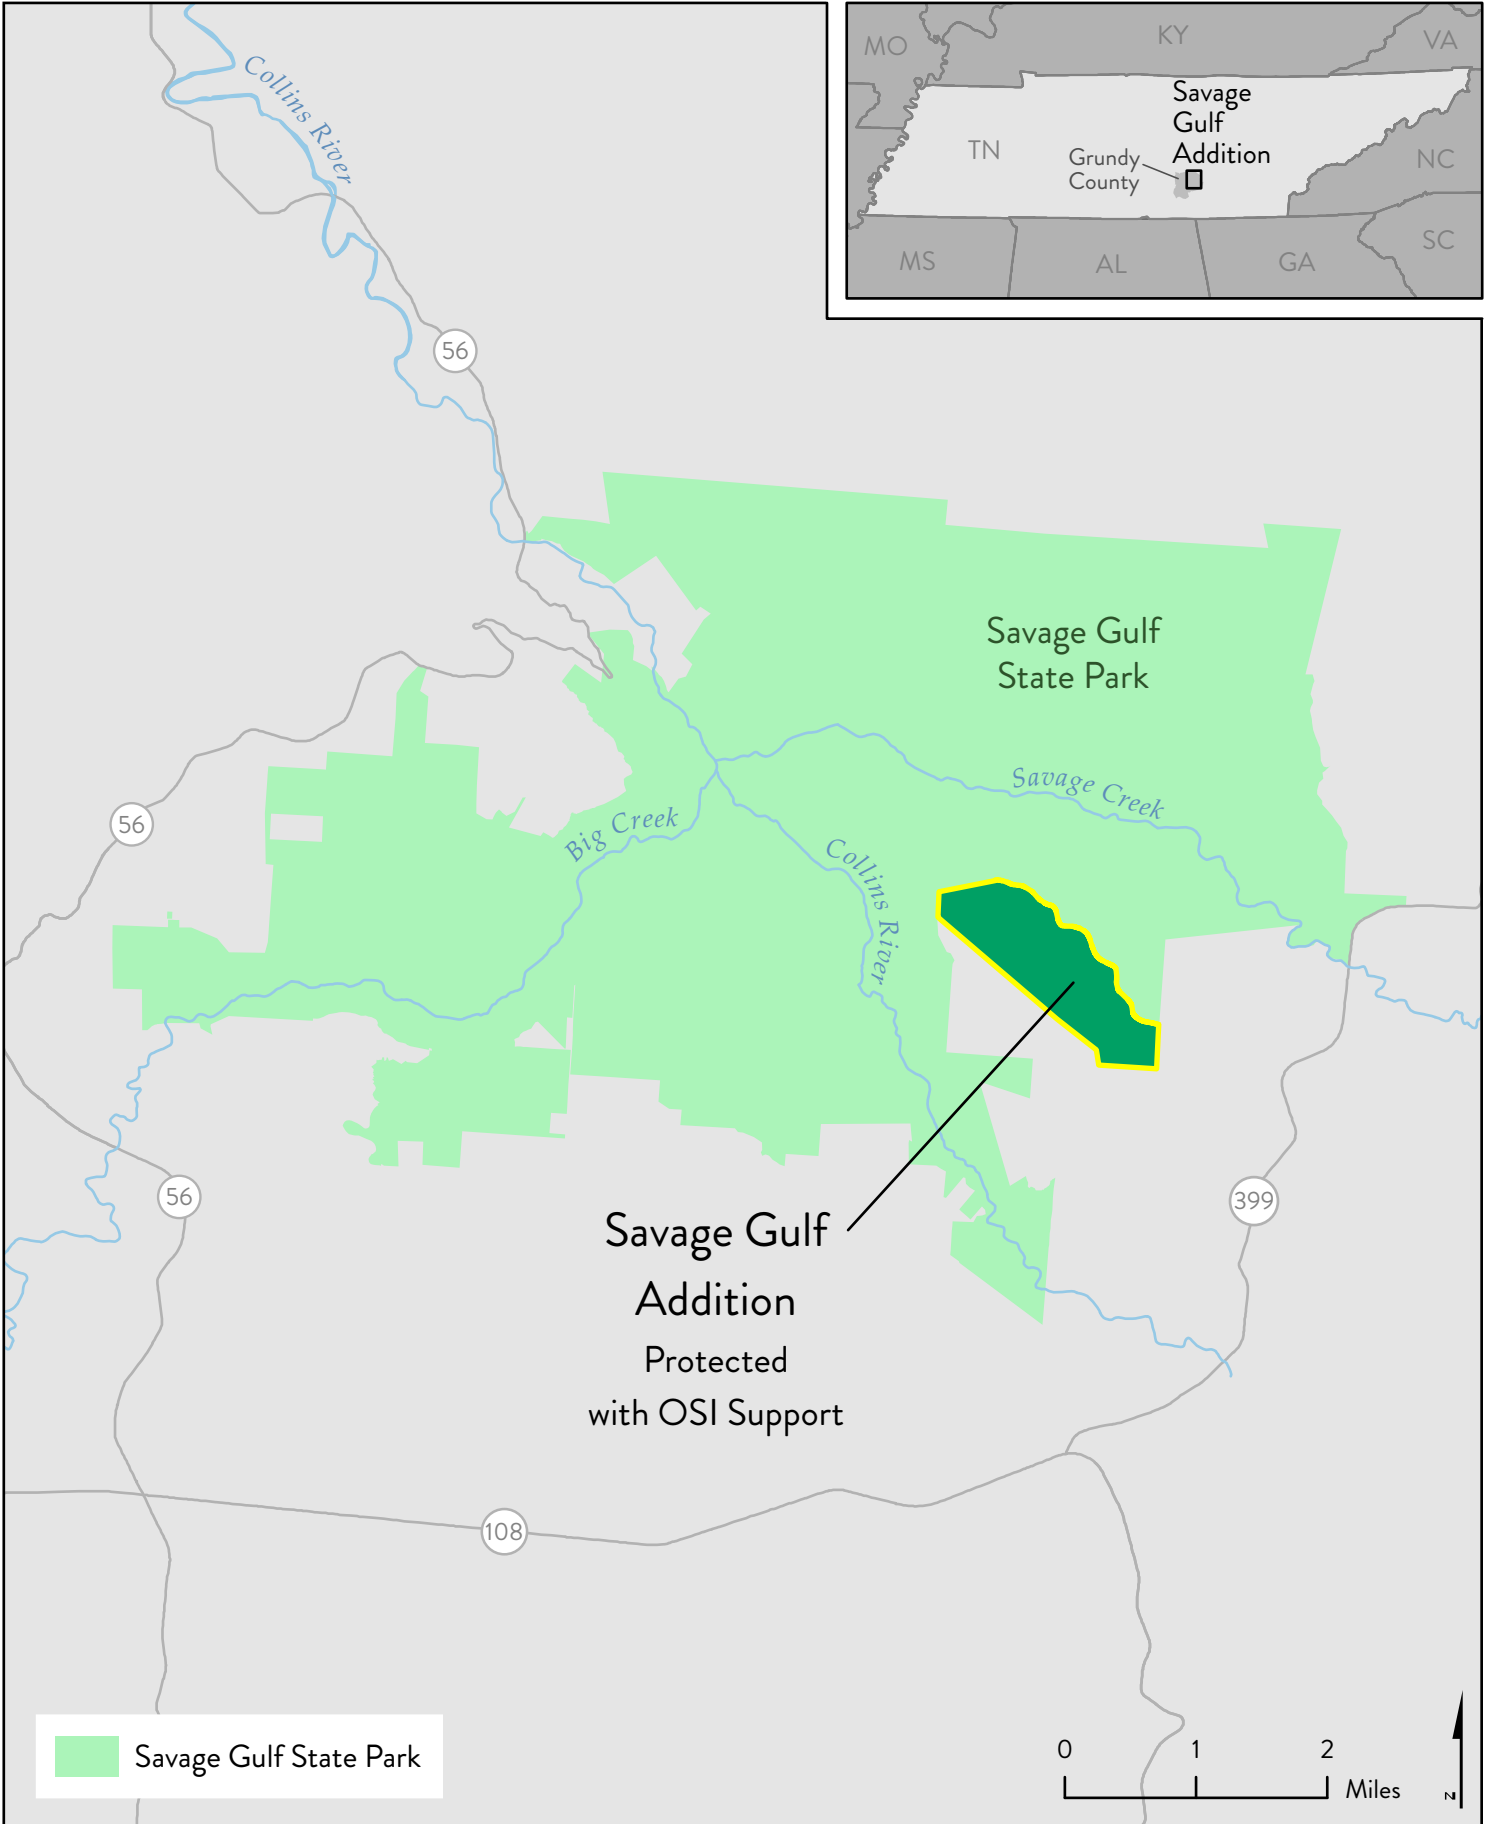 Collins River
56
MO
KY
VA
Savage
Gulf
Addition
TN
Grundy
County
NC
SC
MS
AL
GA
Savage Gulf
State Park
Savage Creek
Big Creek
Collins River
56
56
399
Savage Gulf
Addition
Protected
with OSI Support
108
Savage Gulf State Park
0 1 2
Miles
N